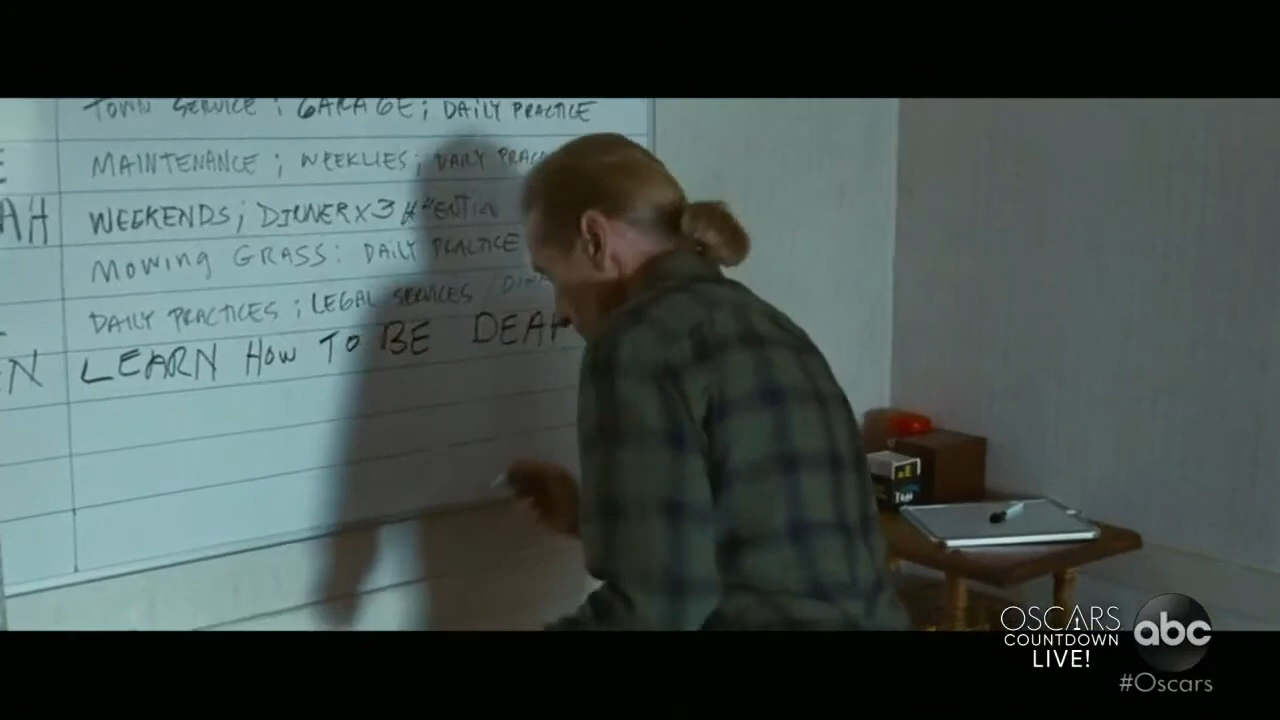 TOWN SERVICE; GARAGE; DAILY PRACTICE
MAINTENANCE; WEEKLIES; DAILY
AH WEEKENDS; DINNER X3
MOWING GRASS: DAILY PRACTICE
DAILY PRACTICES; LEGAL SERVICES /
LEARN HOW TO BE DEAF
OSCARS
COUNTDOWN
LIVE!
abc
#Oscars